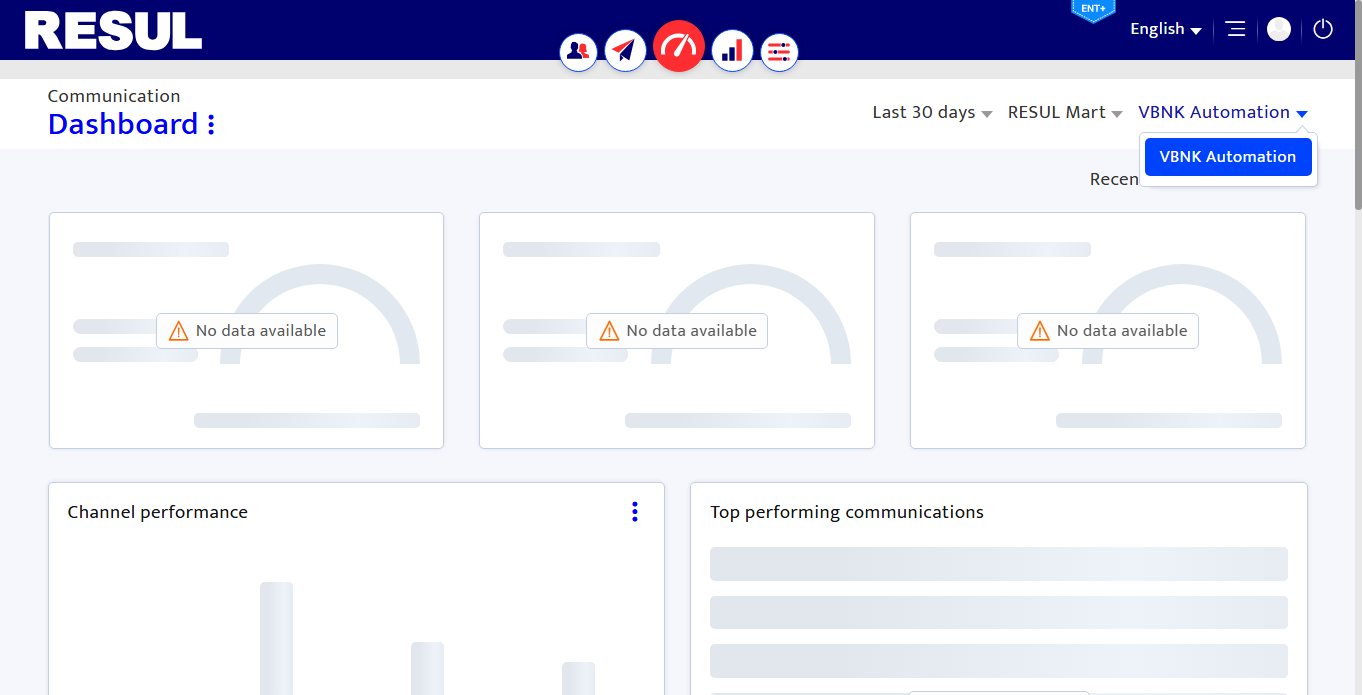 RESUL
ENT+
English
Communication
Dashboard
Last 30 days
RESUL Mart
VBNK Automation
VBNK Automation
Recen
No data available
No data available
No data available
Channel performance
Top performing communications